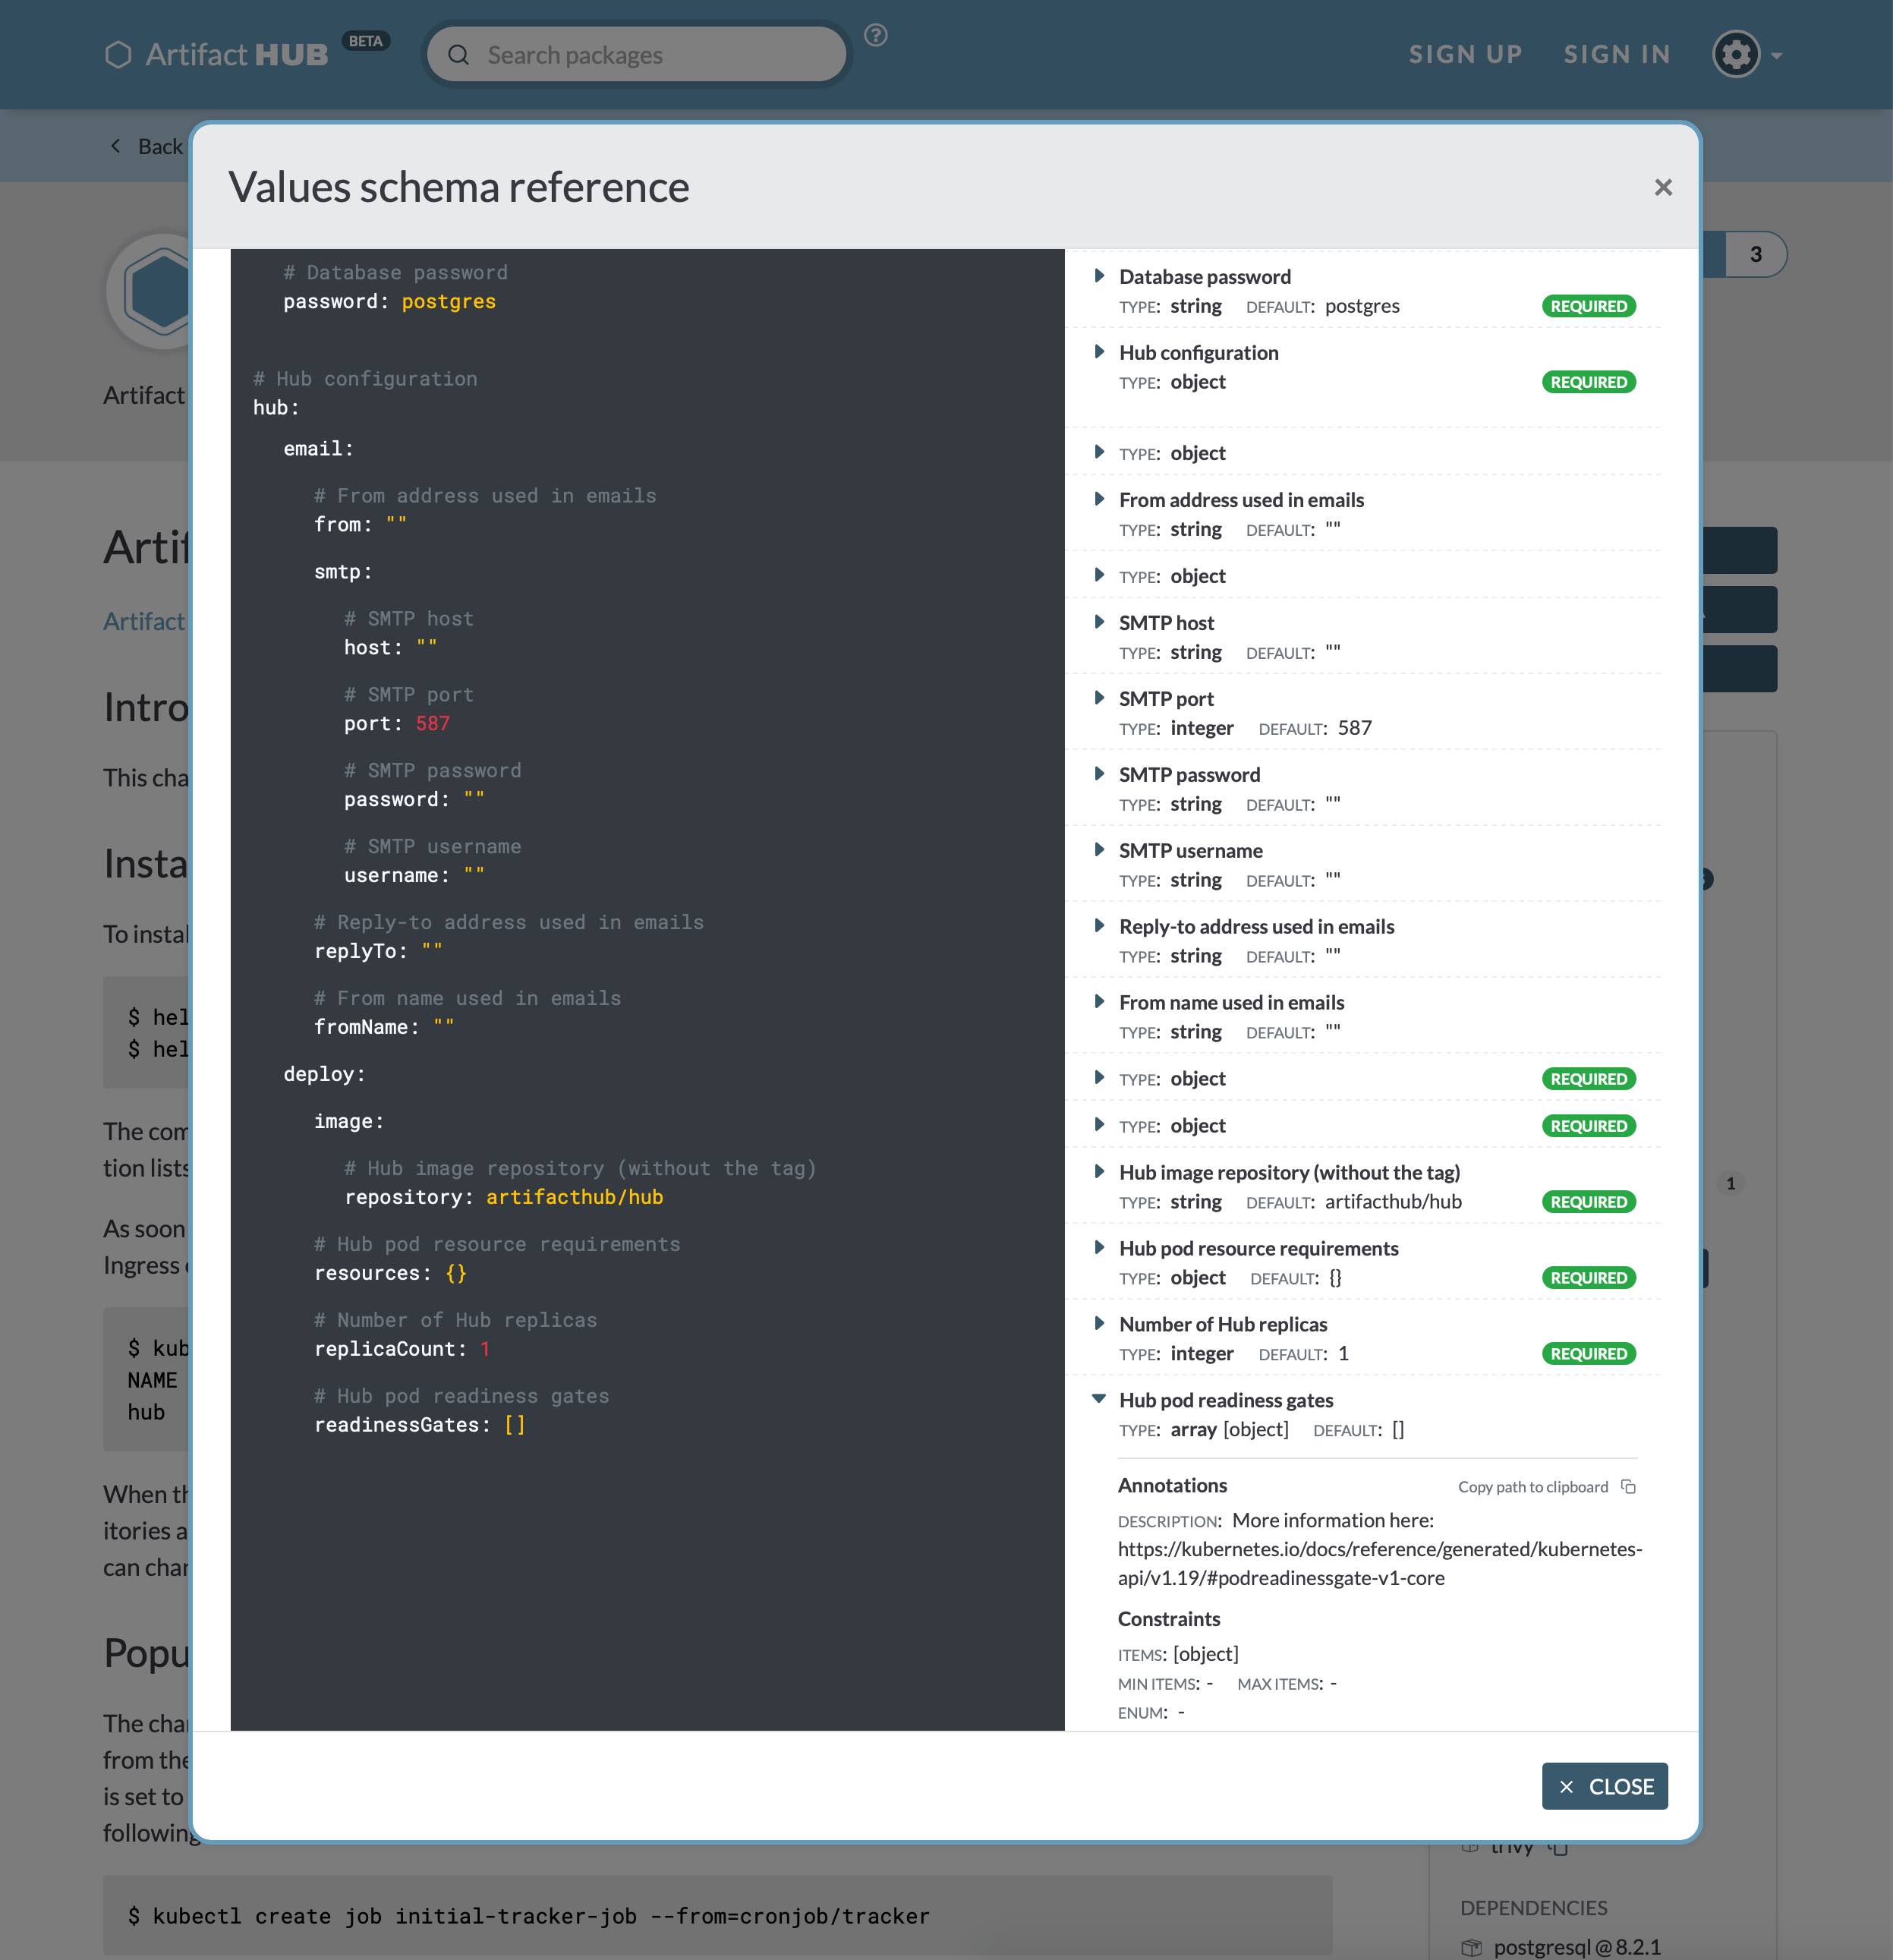 Artifact HUB BETA
Search packages
SIGN UP SIGN IN
Back
Values schema reference
3
# Database password
password: postgres
# Hub configuration
hub:
email:
# From address used in emails
from: ""
smtp:
# SMTP host
host: ""
# SMTP port
port: 587
# SMTP password
password: ""
# SMTP username
username: ""
# Reply-to address used in emails
replyTo: ""
# From name used in emails
fromName: ""
deploy:
image:
# Hub image repository (without the tag)
repository: artifacthub/hub
# Hub pod resource requirements
resources: {}
# Number of Hub replicas
replicaCount: 1
# Hub pod readiness gates
readinessGates: []
Database password
TYPE: string DEFAULT: postgres REQUIRED
Hub configuration
TYPE: object REQUIRED
TYPE: object
From address used in emails
TYPE: string DEFAULT: ""
TYPE: object
SMTP host
TYPE: string DEFAULT: ""
SMTP port
TYPE: integer DEFAULT: 587
SMTP password
TYPE: string DEFAULT: ""
SMTP username
TYPE: string DEFAULT: ""
Reply-to address used in emails
TYPE: string DEFAULT: ""
From name used in emails
TYPE: string DEFAULT: ""
TYPE: object REQUIRED
TYPE: object REQUIRED
Hub image repository (without the tag)
TYPE: string DEFAULT: artifacthub/hub REQUIRED
Hub pod resource requirements
TYPE: object DEFAULT: {} REQUIRED
Number of Hub replicas
TYPE: integer DEFAULT: 1 REQUIRED
Hub pod readiness gates
TYPE: array [object] DEFAULT: []
Annotations Copy path to clipboard
DESCRIPTION: More information here:
https://kubernetes.io/docs/reference/generated/kubernetes-
api/v1.19/#podreadinessgate-v1-core
Constraints
ITEMS: [object]
MIN ITEMS: - MAX ITEMS: -
ENUM: -
CLOSE
Artifact
Artif
Artifact
Intro
This cha
Insta
To instal
$ hel
$ hel
The com
tion lists
As soon
Ingress
$ kub
NAME
hub
When th
itories a
can char
Popu
The char
from the
is set to
following
$ kubectl create job initial-tracker-job --from=cronjob/tracker
1
trivy
DEPENDENCIES
postgresql@8.2.1